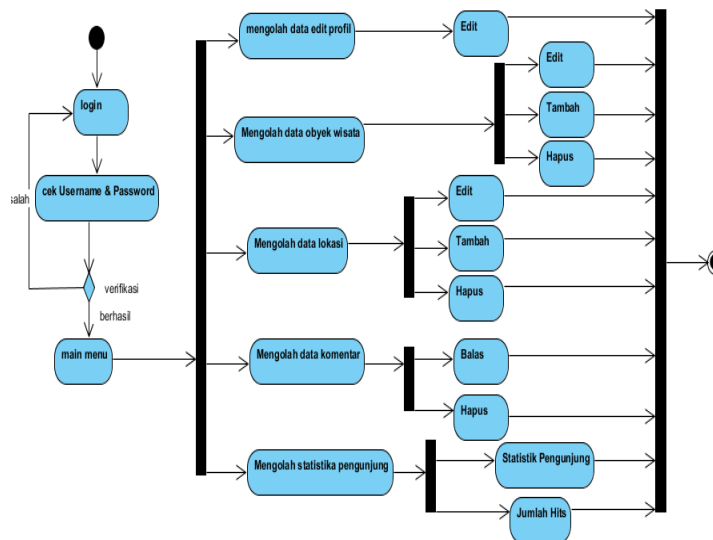 login
cek Username & Password
salah
verifikasi
berhasil
main menu
mengolah data edit profil
Edit
Mengolah data obyek wisata
Edit
Tambah
Hapus
Mengolah data lokasi
Edit
Tambah
Hapus
Mengolah data komentar
Balas
Hapus
Mengolah statistika pengunjung
Statistik Pengunjung
Jumlah Hits